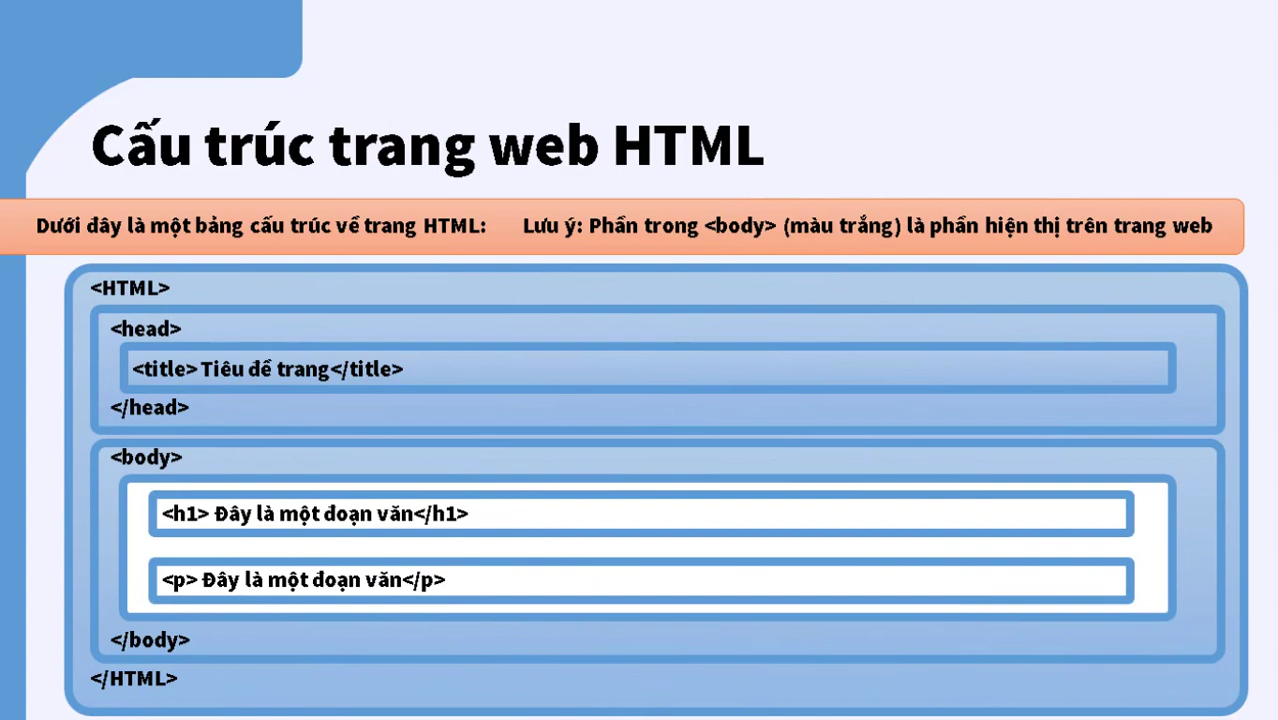 Cấu trúc trang web HTML
Dưới đây là một bảng cấu trúc về trang HTML: Lưu ý: Phần trong <body> (màu trắng) là phần hiện thị trên trang web
<HTML>
<head>
<title> Tiêu đề trang</title>
</head>
<body>
<h1> Đây là một đoạn văn</h1>
<p> Đây là một đoạn văn</p>
</body>
</HTML>